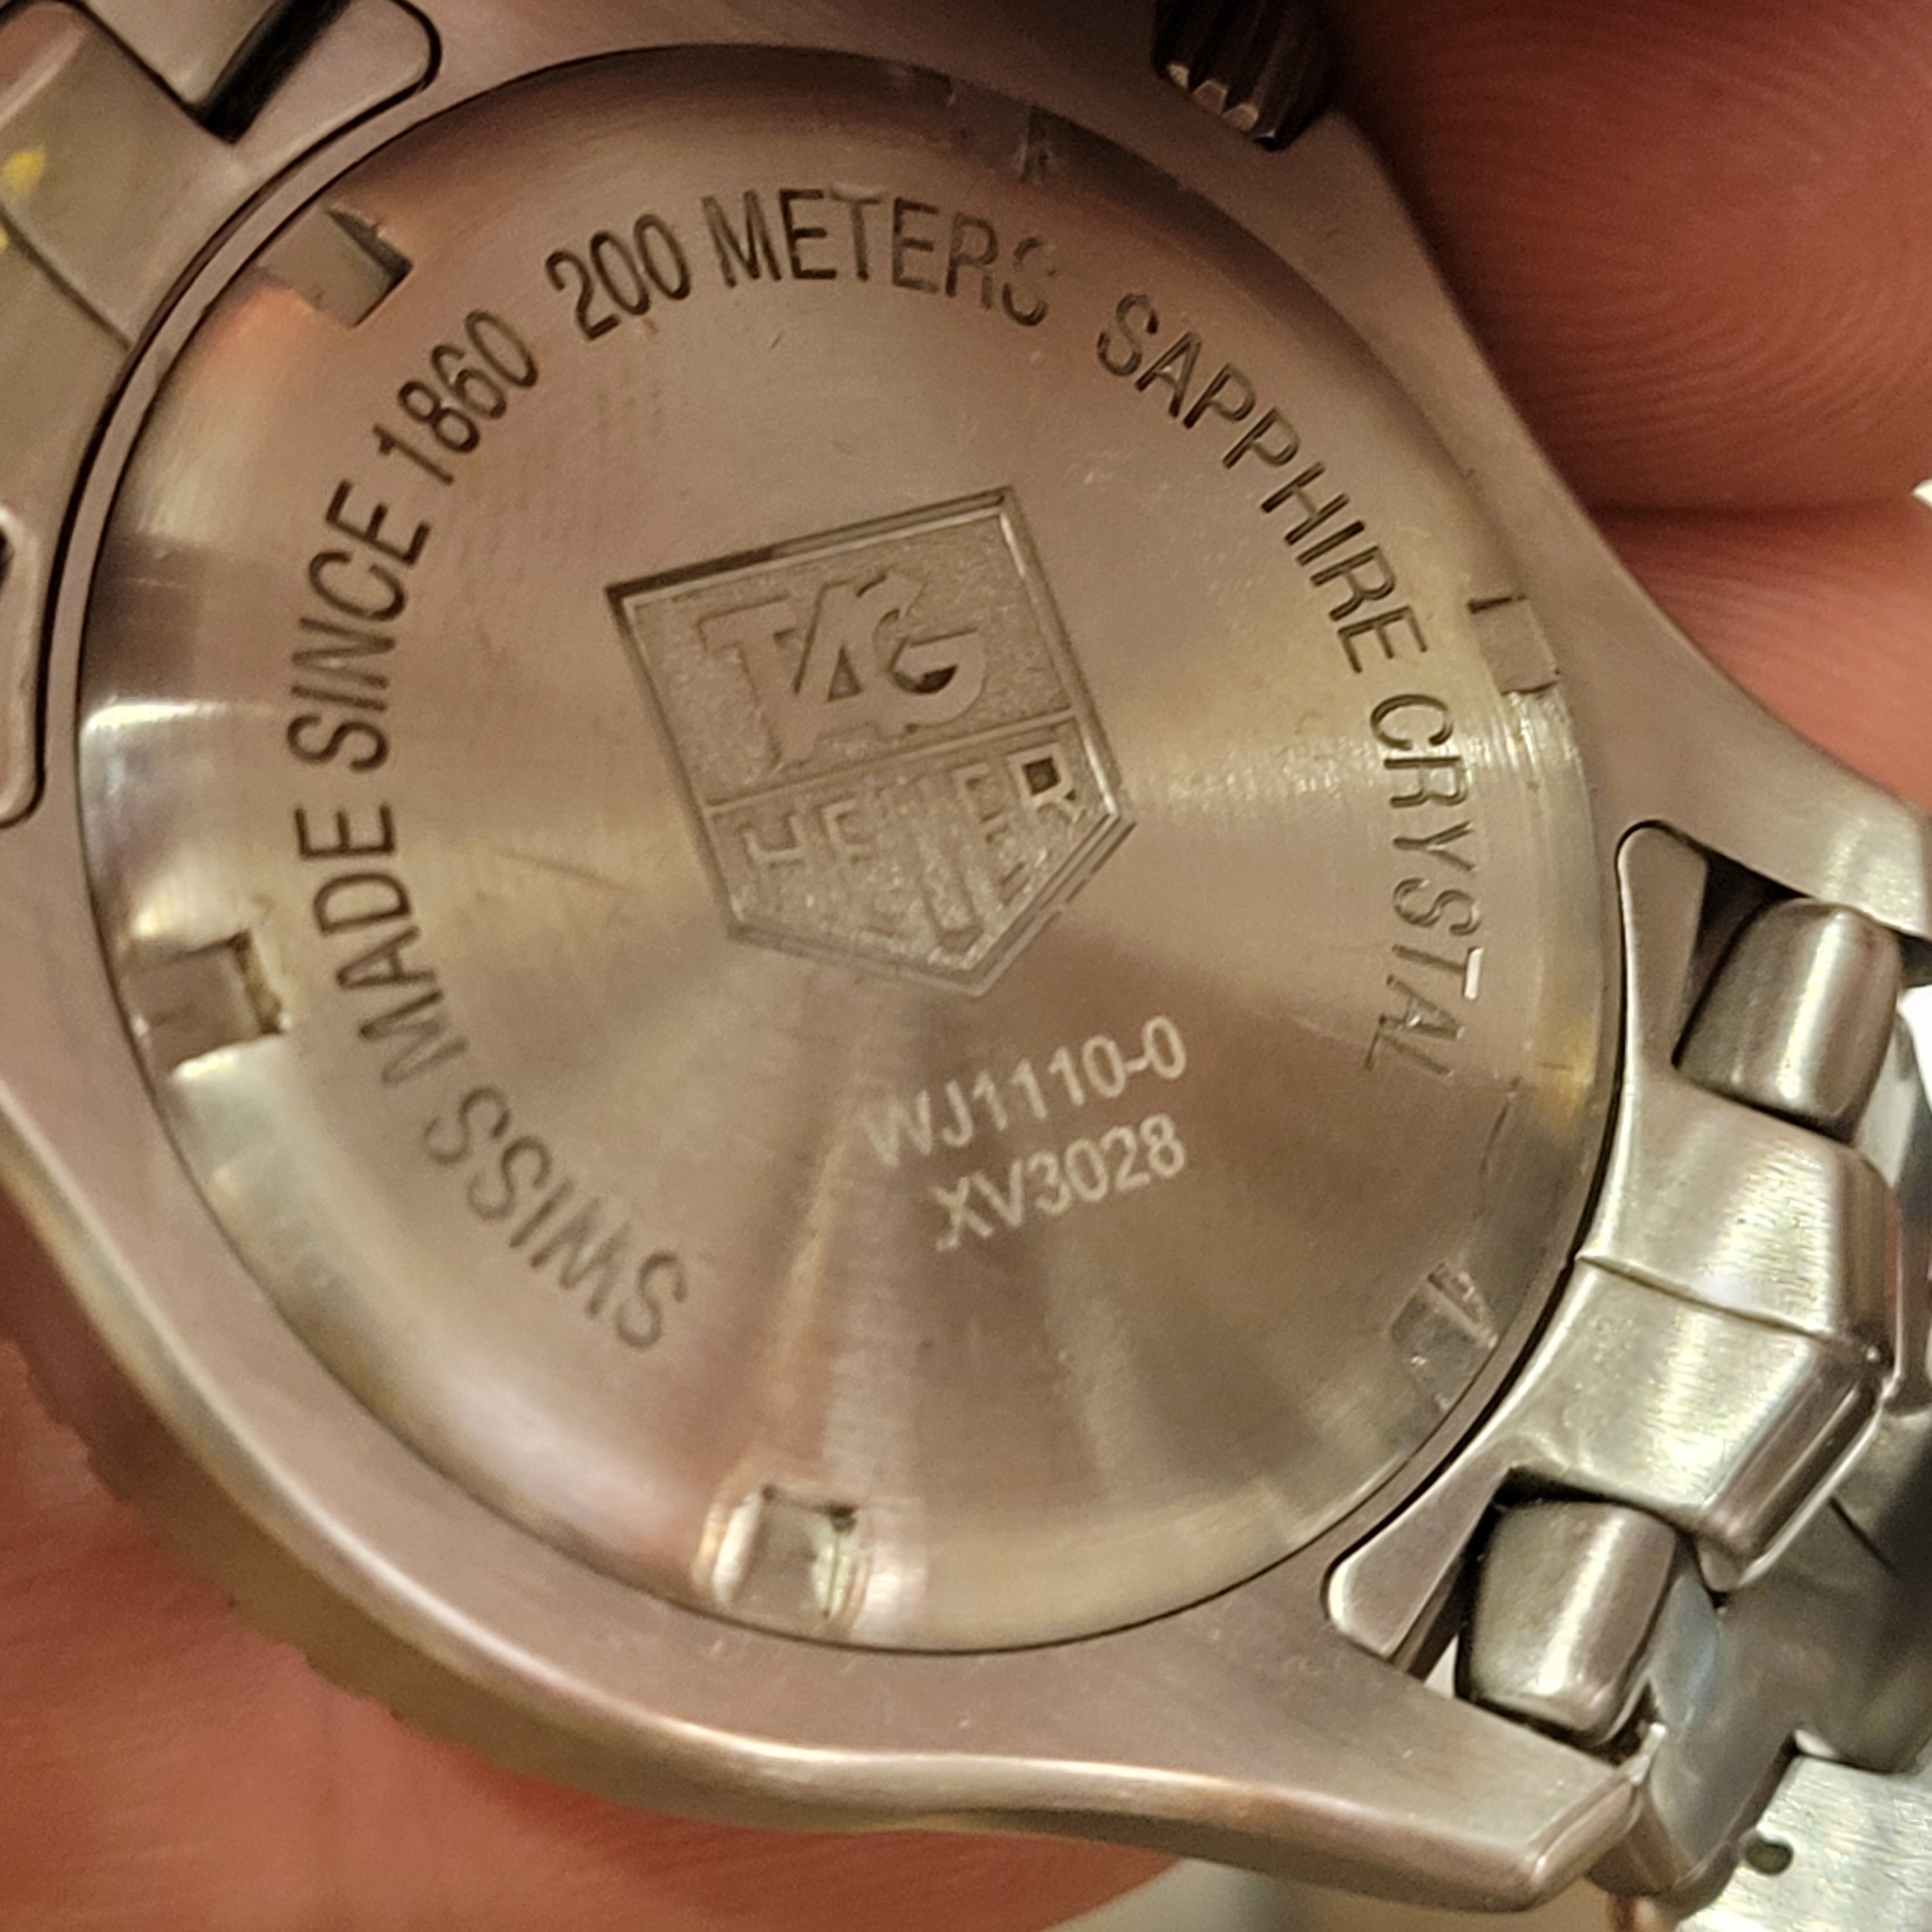 SWISS MADE SINCE 1860 200 METERS SAPPHIRE CRYSTAL
TAG
HEUER
WJ1110-0
XV3028